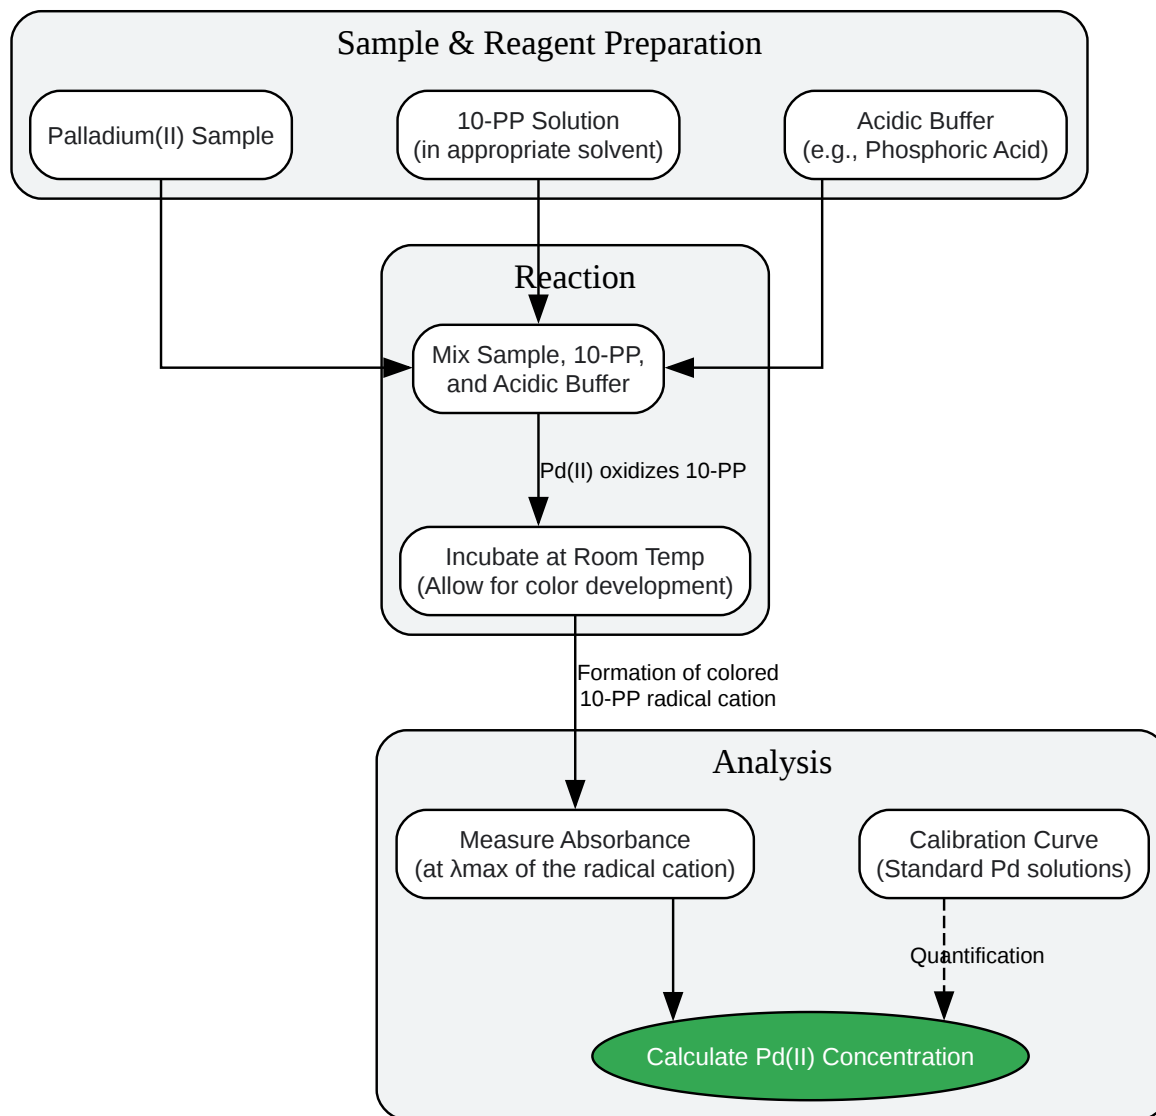 Sample & Reagent Preparation
Palladium(II) Sample
10-PP Solution
(in appropriate solvent)
Acidic Buffer
(e.g., Phosphoric Acid)
Reaction
Mix Sample, 10-PP,
and Acidic Buffer
Pd(II) oxidizes 10-PP
Incubate at Room Temp
(Allow for color development)
Formation of colored
10-PP radical cation
Analysis
Measure Absorbance
(at λmax of the radical cation)
Calibration Curve
(Standard Pd solutions)
Quantification
Calculate Pd(II) Concentration